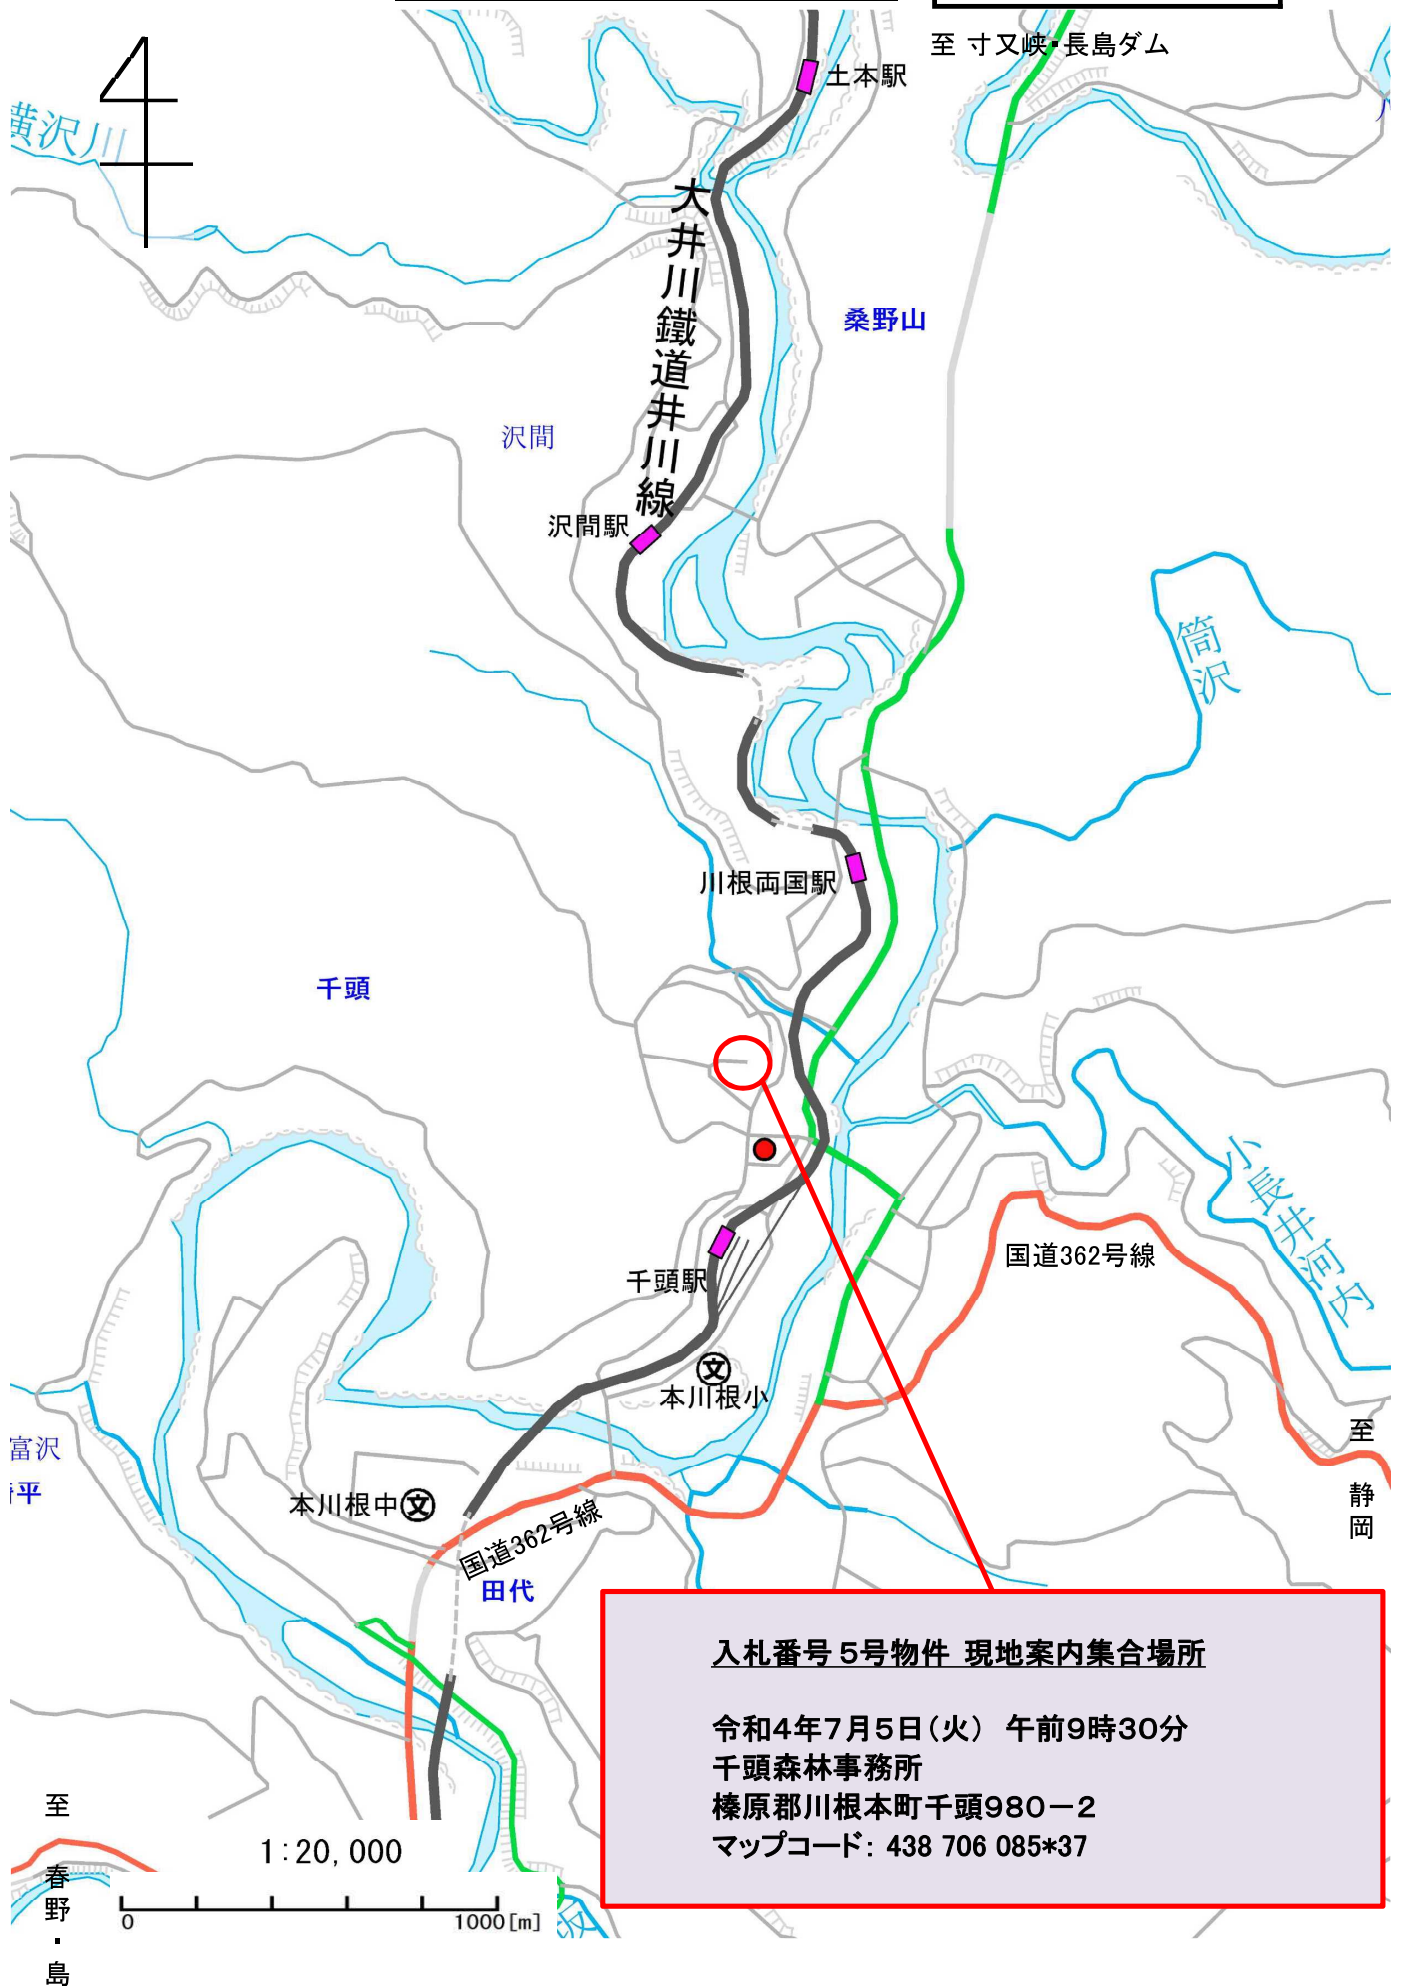 至 寸又峡・長島ダム
土本駅
横沢川
大井川鐵道井川線
桑野山
沢間
沢間駅
筒沢
川根両国駅
千頭
小長井河内
国道362号線
千頭駅
本川根小
至 静岡
富沢
平
本川根中
国道362号線
田代
入札番号 5号物件 現地案内集合場所
令和4年7月5日(火) 午前9時30分
千頭森林事務所
榛原郡川根本町千頭980-2
マップコード: 438 706 085*37
至 春野・島
1:20,000
0 1000[m]